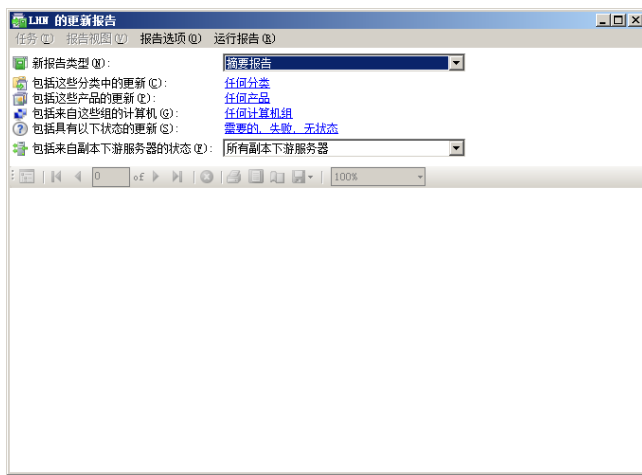 LHW 的更新报告
任务(T) 报告视图(V) 报告选项(O) 运行报告(R)
新报告类型(N): 摘要报告
包括这些分类中的更新(C): 任何分类
包括这些产品的更新(P): 任何产品
包括来自这些组的计算机(G): 任何计算机组
包括具有以下状态的更新(S): 需要的, 失败, 无状态
包括来自副本下游服务器的状态(F): 所有副本下游服务器
0 of 100%